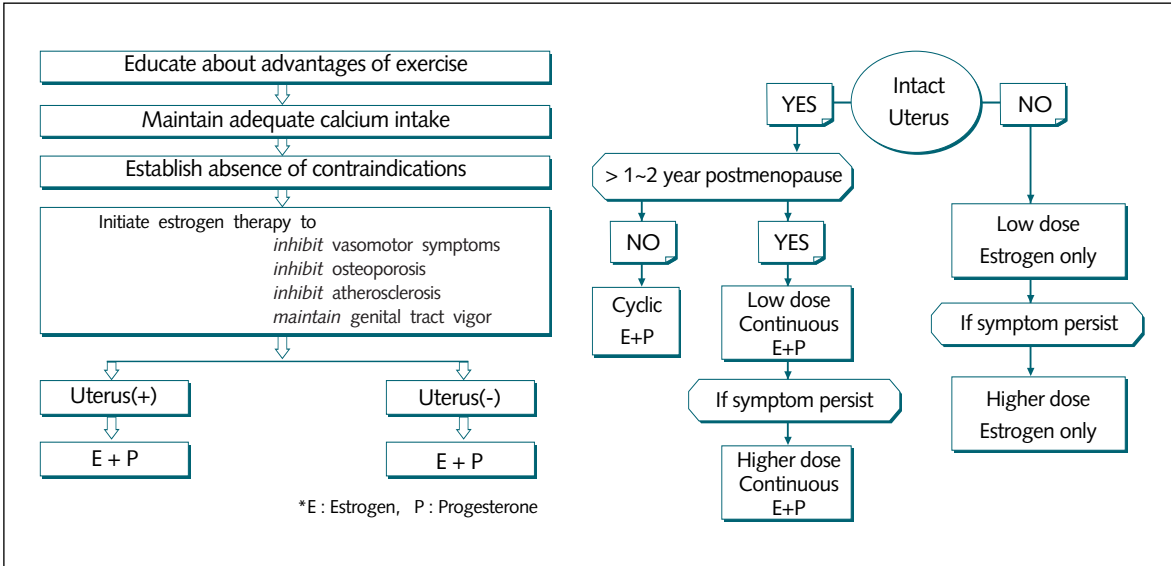 Educate about advantages of exercise
Maintain adequate calcium intake
Establish absence of contraindications
Initiate estrogen therapy to
inhibit vasomotor symptoms
inhibit osteoporosis
inhibit atherosclerosis
maintain genital tract vigor
Uterus(+)
Uterus(-)
E + P
E + P
*E : Estrogen, P : Progesterone
Intact
Uterus
YES
NO
> 1~2 year postmenopause
NO
YES
Cyclic
E+P
Low dose
Continuous
E+P
If symptom persist
Higher dose
Continuous
E+P
Low dose
Estrogen only
If symptom persist
Higher dose
Estrogen only